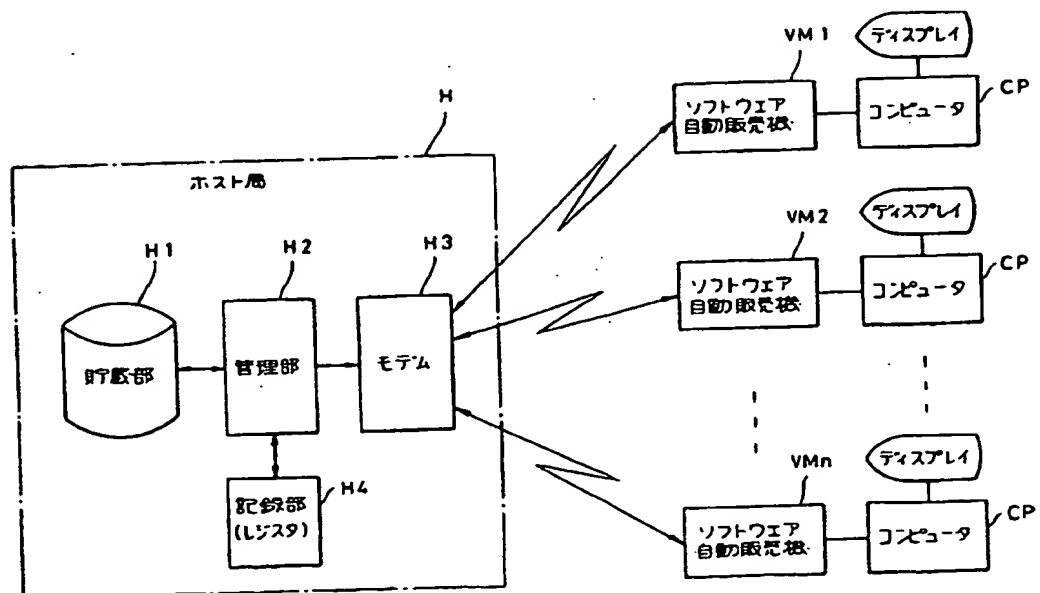 H
ホスト局
H1
H2
H3
貯蔵部
管理部
モデム
記録部
(レジスタ)
H4
VM1
ディスプレイ
CP
ソフトウェア
自動販売機
コンピュータ
VM2
ディスプレイ
CP
ソフトウェア
自動販売機
コンピュータ
VMn
ディスプレイ
CP
ソフトウェア
自動販売機
コンピュータ